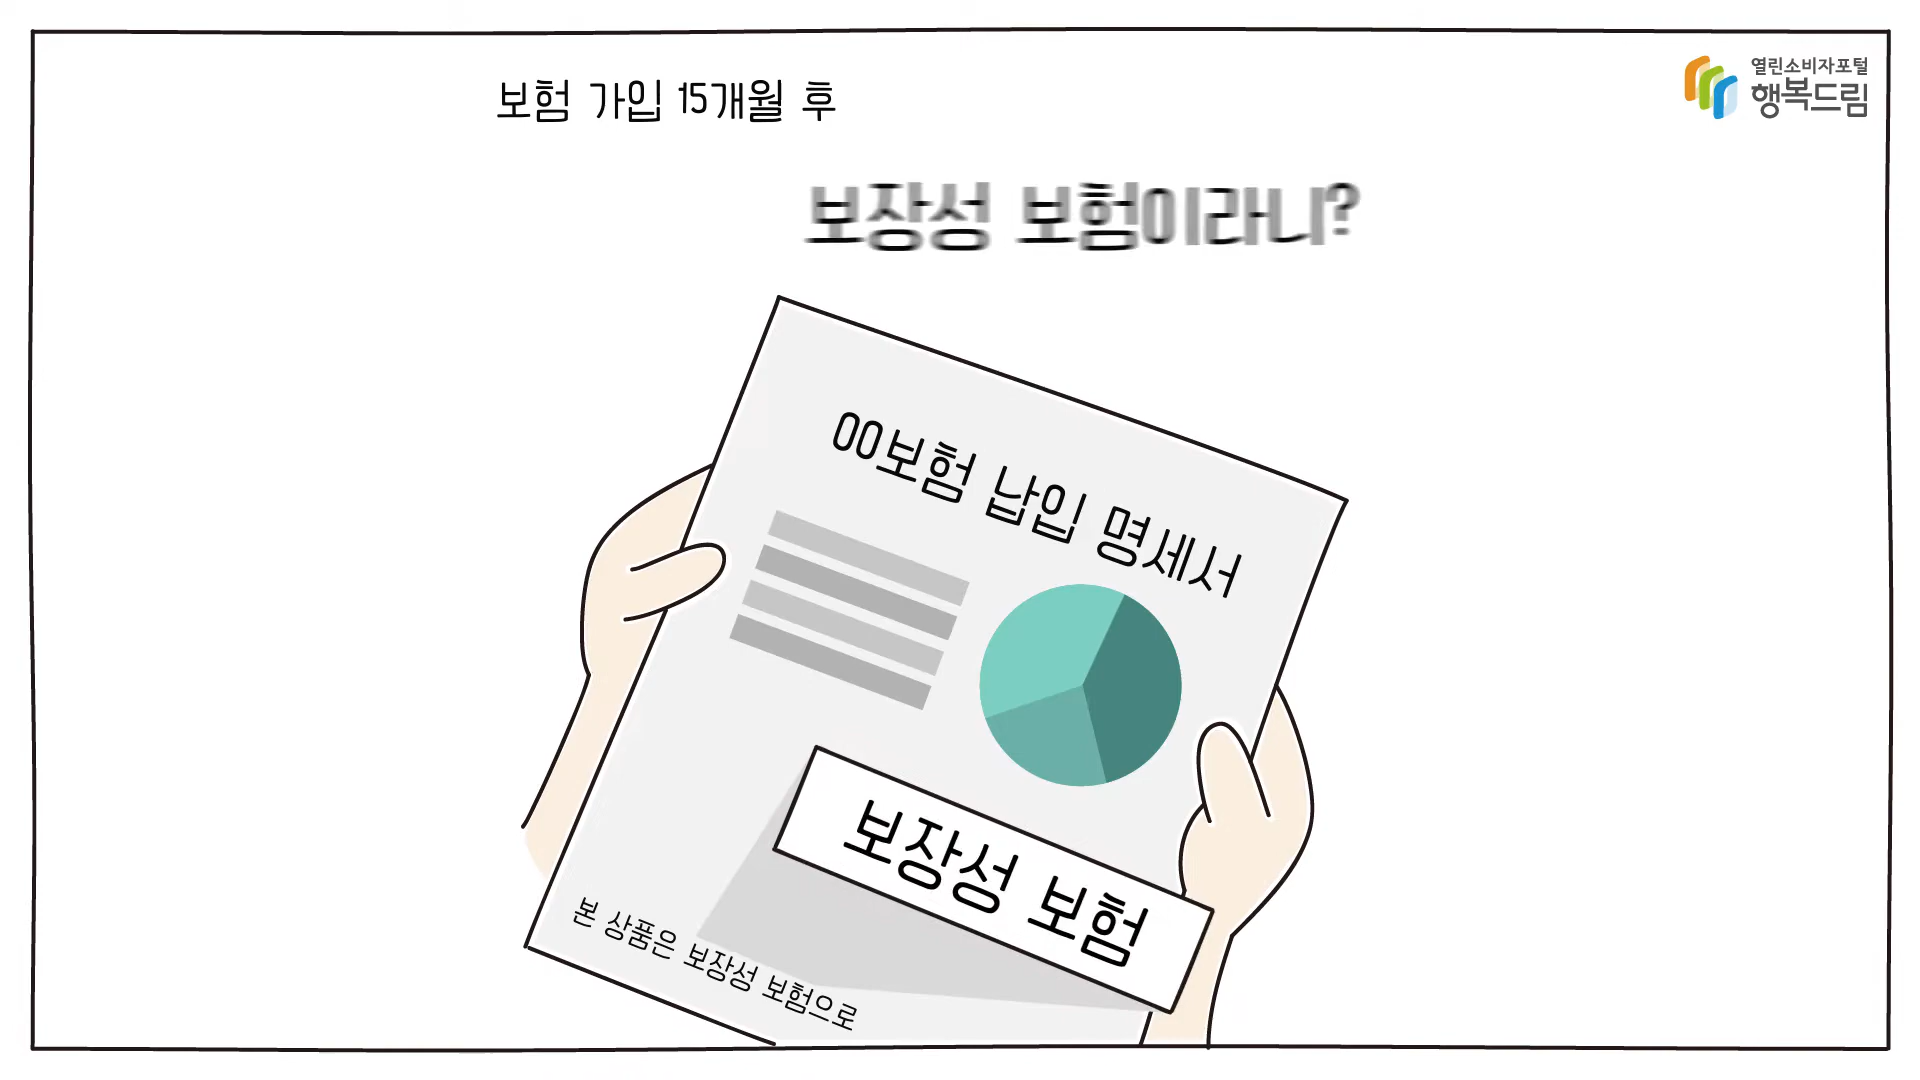 보험 가입 15개월 후
열린소비자포털
행복드림
보장성 보험이라니?
00보험 납입 명세서
보장성 보험
본 상품은 보장성 보험으로